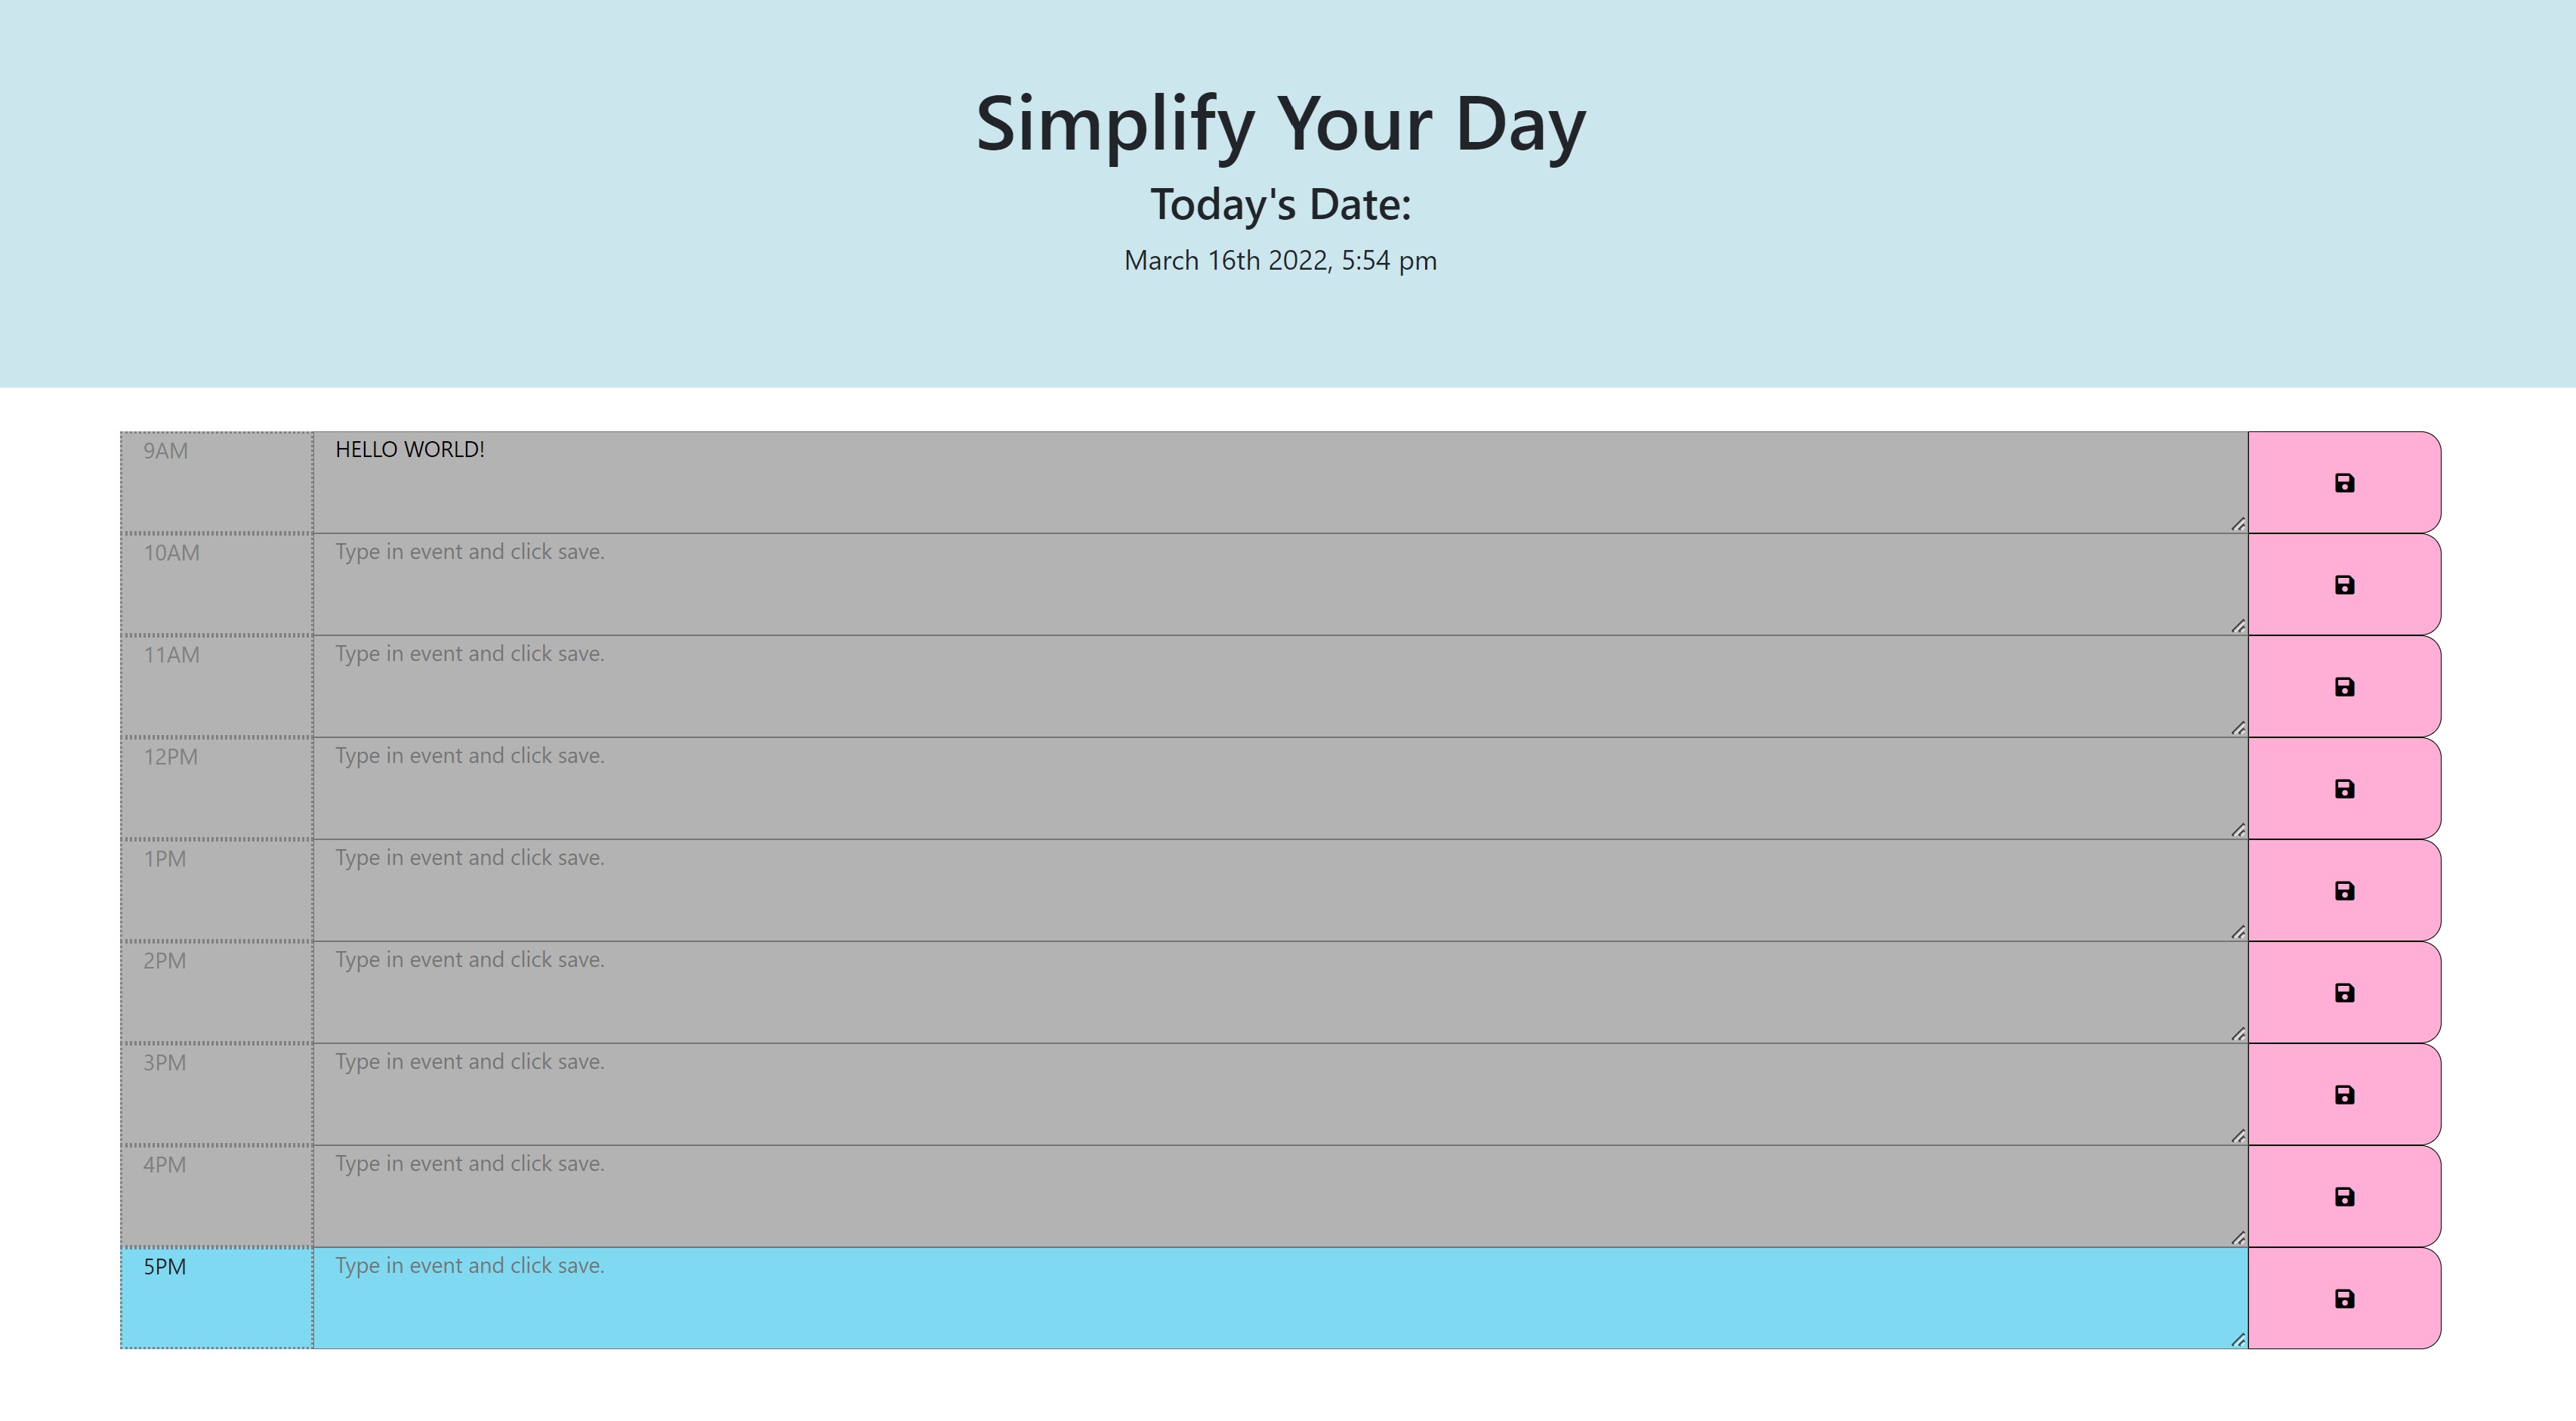 Simplify Your Day
Today's Date:
March 16th 2022, 5:54 pm
9AM
HELLO WORLD!
10AM
Type in event and click save.
11AM
Type in event and click save.
12PM
Type in event and click save.
1PM
Type in event and click save.
2PM
Type in event and click save.
3PM
Type in event and click save.
4PM
Type in event and click save.
5PM
Type in event and click save.